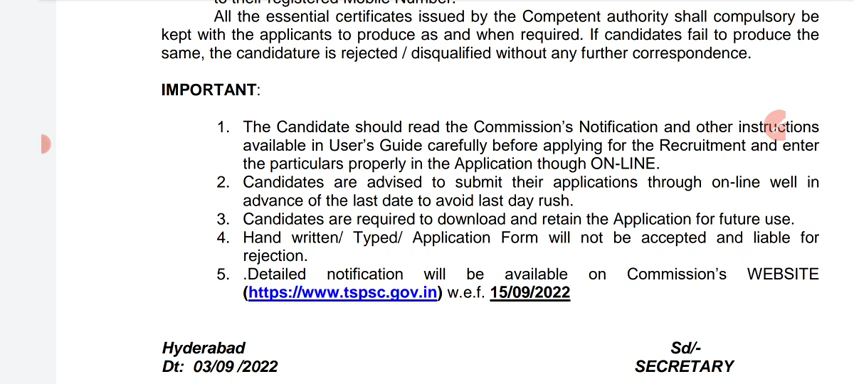 to their registered Mobile Number.
All the essential certificates issued by the Competent authority shall compulsory be
kept with the applicants to produce as and when required. If candidates fail to produce the
same, the candidature is rejected / disqualified without any further correspondence.
IMPORTANT:
1. The Candidate should read the Commission's Notification and other instructions
available in User's Guide carefully before applying for the Recruitment and enter
the particulars properly in the Application though ON-LINE.
2. Candidates are advised to submit their applications through on-line well in
advance of the last date to avoid last day rush.
3. Candidates are required to download and retain the Application for future use.
4. Hand written/ Typed/ Application Form will not be accepted and liable for
rejection.
5. .Detailed notification will be available on Commission's WEBSITE
(https://www.tspsc.gov.in) w.e.f. 15/09/2022
Hyderabad Sd/-
Dt: 03/09 /2022 SECRETARY